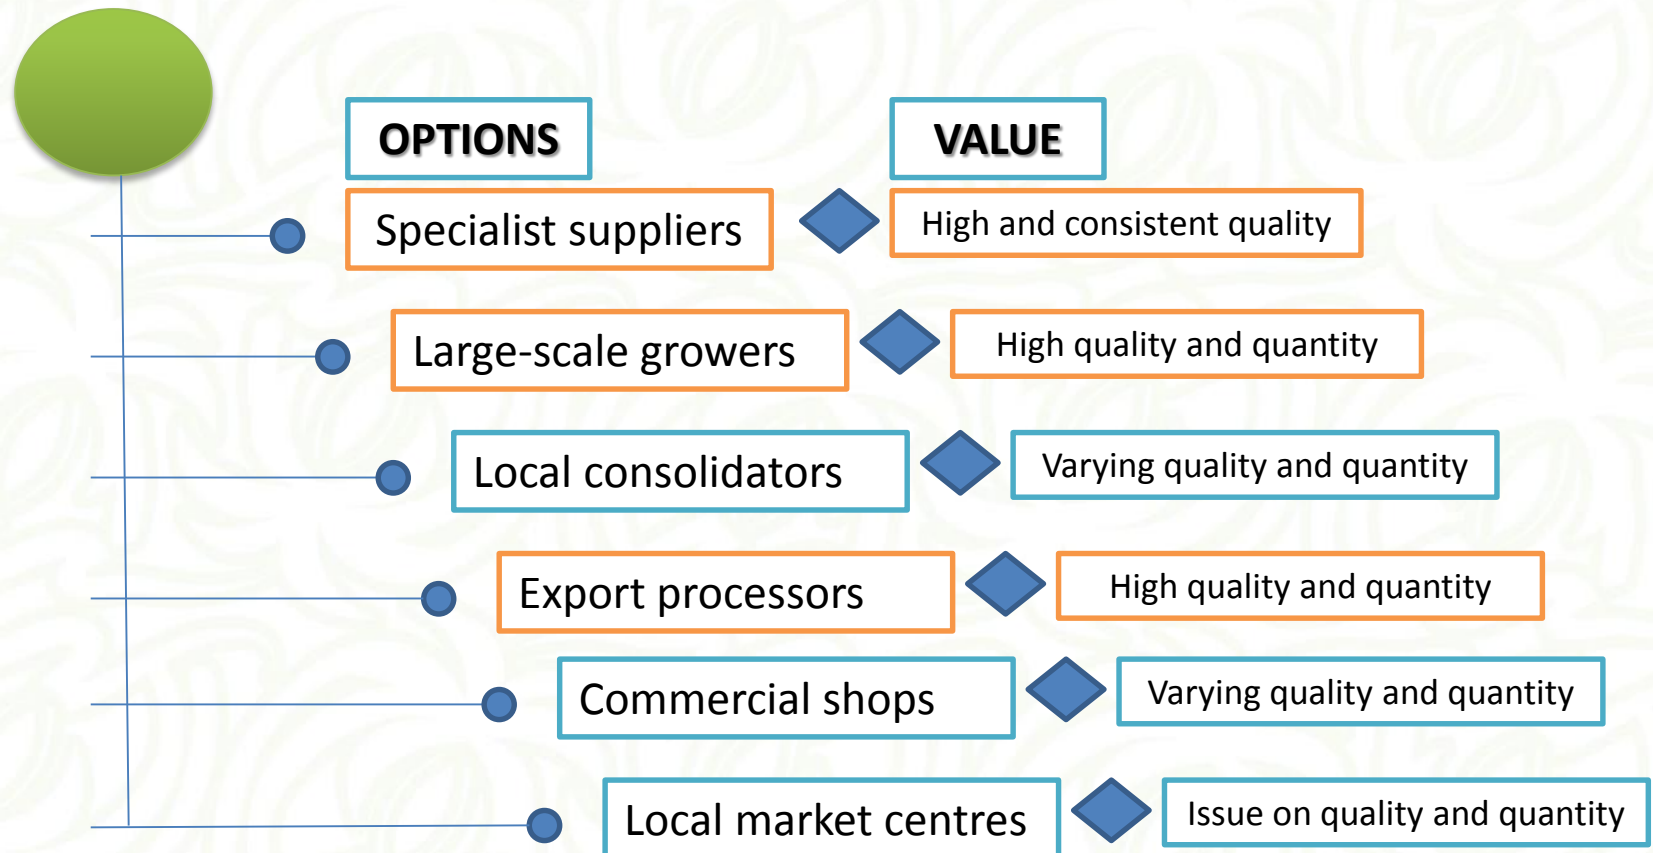 OPTIONS
VALUE
Specialist suppliers
High and consistent quality
Large-scale growers
High quality and quantity
Local consolidators
Varying quality and quantity
Export processors
High quality and quantity
Commercial shops
Varying quality and quantity
Local market centres
Issue on quality and quantity